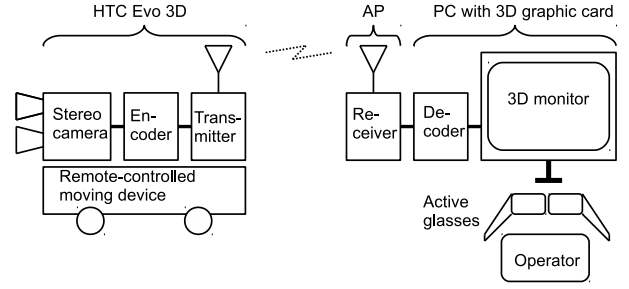 HTC Evo 3D
AP
PC with 3D graphic card
Stereo
camera
En-
coder
Trans-
mitter
Re-
ceiver
De-
coder
3D monitor
Remote-controlled
moving device
Active
glasses
Operator